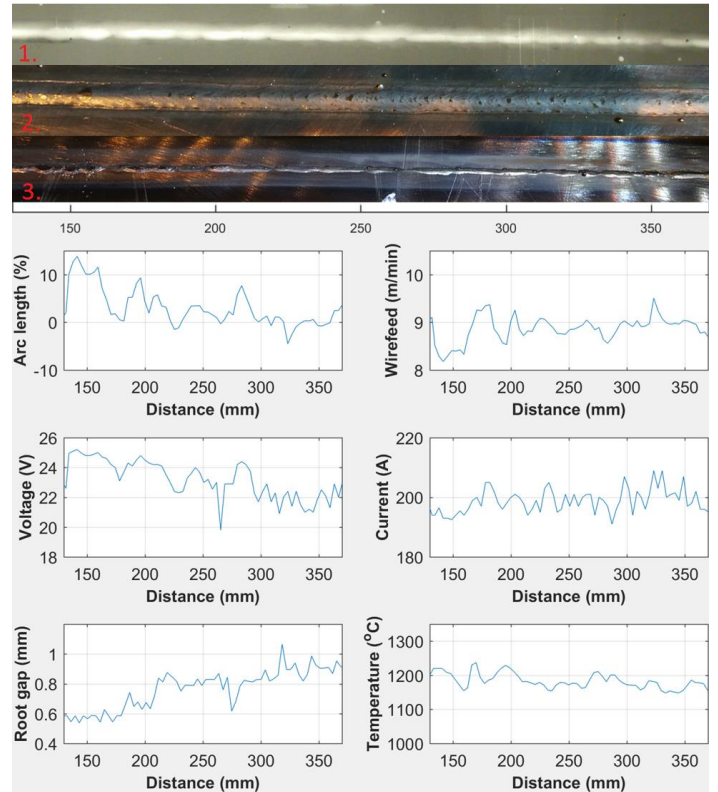 1.
2.
3.
150 200 250 300 350
10
0
-10
Arc length (%)
150 200 250 300 350
Distance (mm)
10
9
8
Wirefeed (m/min)
150 200 250 300 350
Distance (mm)
26
24
22
20
18
Voltage (V)
150 200 250 300 350
Distance (mm)
220
200
180
Current (A)
150 200 250 300 350
Distance (mm)
1
0.8
0.6
0.4
Root gap (mm)
150 200 250 300 350
Distance (mm)
1300
1200
1100
1000
Temperature (°C)
150 200 250 300 350
Distance (mm)